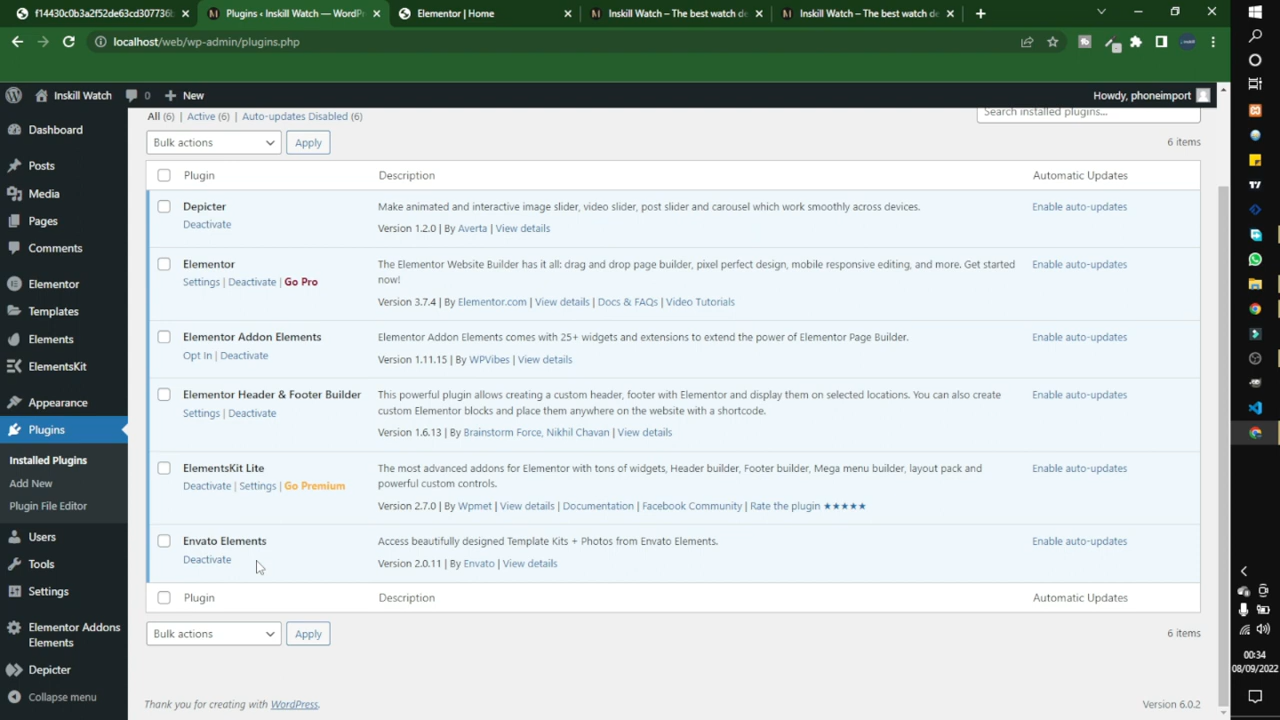 f14430c0b3a2f52de63cd307736b
Plugins ‹ Inskill Watch — WordPr
Elementor | Home
Inskill Watch – The best watch de
Inskill Watch – The best watch de
localhost/web/wp-admin/plugins.php
Inskill Watch
0
New
Howdy, phoneimport
Dashboard
Posts
Media
Pages
Comments
Elementor
Templates
Elements
ElementsKit
Appearance
Plugins
Installed Plugins
Add New
Plugin File Editor
Users
Tools
Settings
Elementor Addons
Elements
Depicter
Collapse menu
All (6) | Active (6) | Auto-updates Disabled (6)
Search installed plugins...
Bulk actions
Apply
6 items
Plugin
Description
Automatic Updates
Depicter
Deactivate
Make animated and interactive image slider, video slider, post slider and carousel which work smoothly across devices.
Version 1.2.0 | By Averta | View details
Enable auto-updates
Elementor
Settings | Deactivate | Go Pro
The Elementor Website Builder has it all: drag and drop page builder, pixel perfect design, mobile responsive editing, and more. Get started
now!
Version 3.7.4 | By Elementor.com | View details | Docs & FAQs | Video Tutorials
Enable auto-updates
Elementor Addon Elements
Opt In | Deactivate
Elementor Addon Elements comes with 25+ widgets and extensions to extend the power of Elementor Page Builder.
Version 1.11.15 | By WPVibes | View details
Enable auto-updates
Elementor Header & Footer Builder
Settings | Deactivate
This powerful plugin allows creating a custom header, footer with Elementor and display them on selected locations. You can also create
custom Elementor blocks and place them anywhere on the website with a shortcode.
Version 1.6.13 | By Brainstorm Force, Nikhil Chavan | View details
Enable auto-updates
ElementsKit Lite
Deactivate | Settings | Go Premium
The most advanced addons for Elementor with tons of widgets, Header builder, Footer builder, Mega menu builder, layout pack and
powerful custom controls.
Version 2.7.0 | By Wpmet | View details | Documentation | Facebook Community | Rate the plugin ★★★★★
Enable auto-updates
Envato Elements
Deactivate
Access beautifully designed Template Kits + Photos from Envato Elements.
Version 2.0.11 | By Envato | View details
Enable auto-updates
Plugin
Description
Automatic Updates
Bulk actions
Apply
6 items
Thank you for creating with WordPress.
Version 6.0.2
00:34
08/09/2022